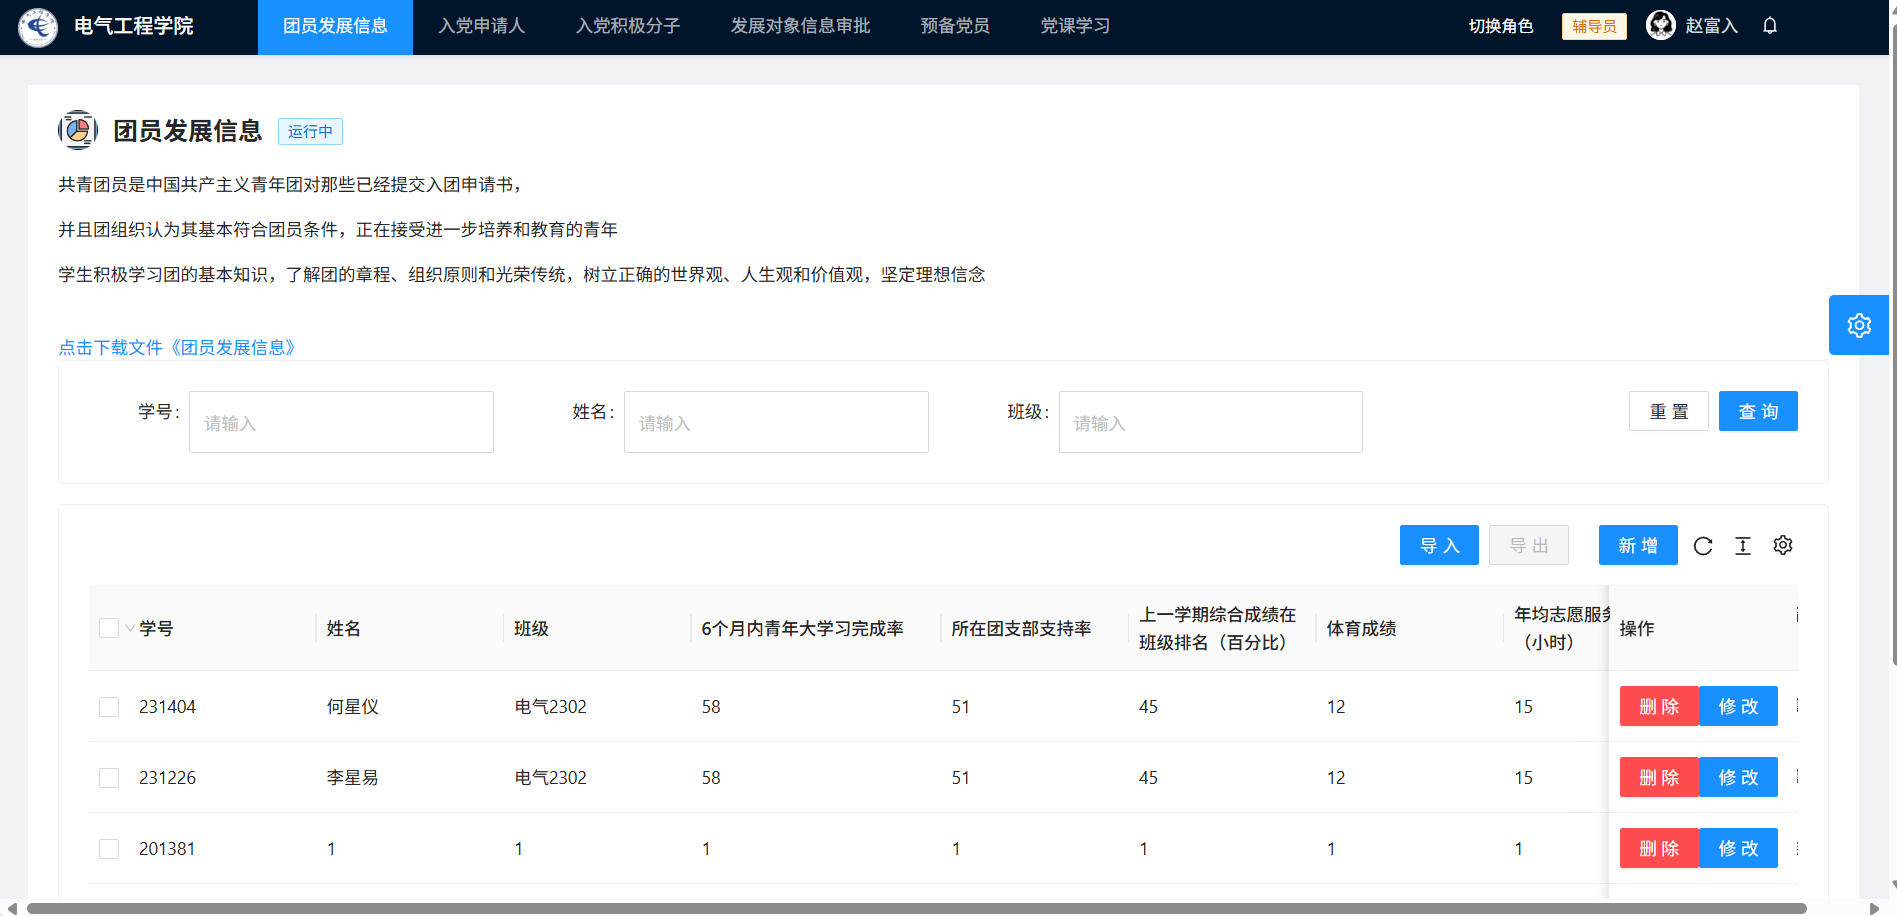 电气工程学院
团员发展信息
入党申请人
入党积极分子
发展对象信息审批
预备党员
党课学习
切换角色
辅导员
赵富入
团员发展信息
运行中
共青团员是中国共产主义青年团对那些已经提交入团申请书，
并且团组织认为其基本符合团员条件，正在接受进一步培养和教育的青年
学生积极学习团的基本知识，了解团的章程、组织原则和光荣传统，树立正确的世界观、人生观和价值观，坚定理想信念
点击下载文件《团员发展信息》
学号:
请输入
姓名:
请输入
班级:
请输入
重 置
查 询
导 入
导 出
新 增
学号
姓名
班级
6个月内青年大学习完成率
所在团支部支持率
上一学期综合成绩在
班级排名（百分比）
体育成绩
年均志愿服务
（小时）
操作
231404
何星仪
电气2302
58
51
45
12
15
删 除
修 改
231226
李星易
电气2302
58
51
45
12
15
删 除
修 改
201381
1
1
1
1
1
1
1
删 除
修 改